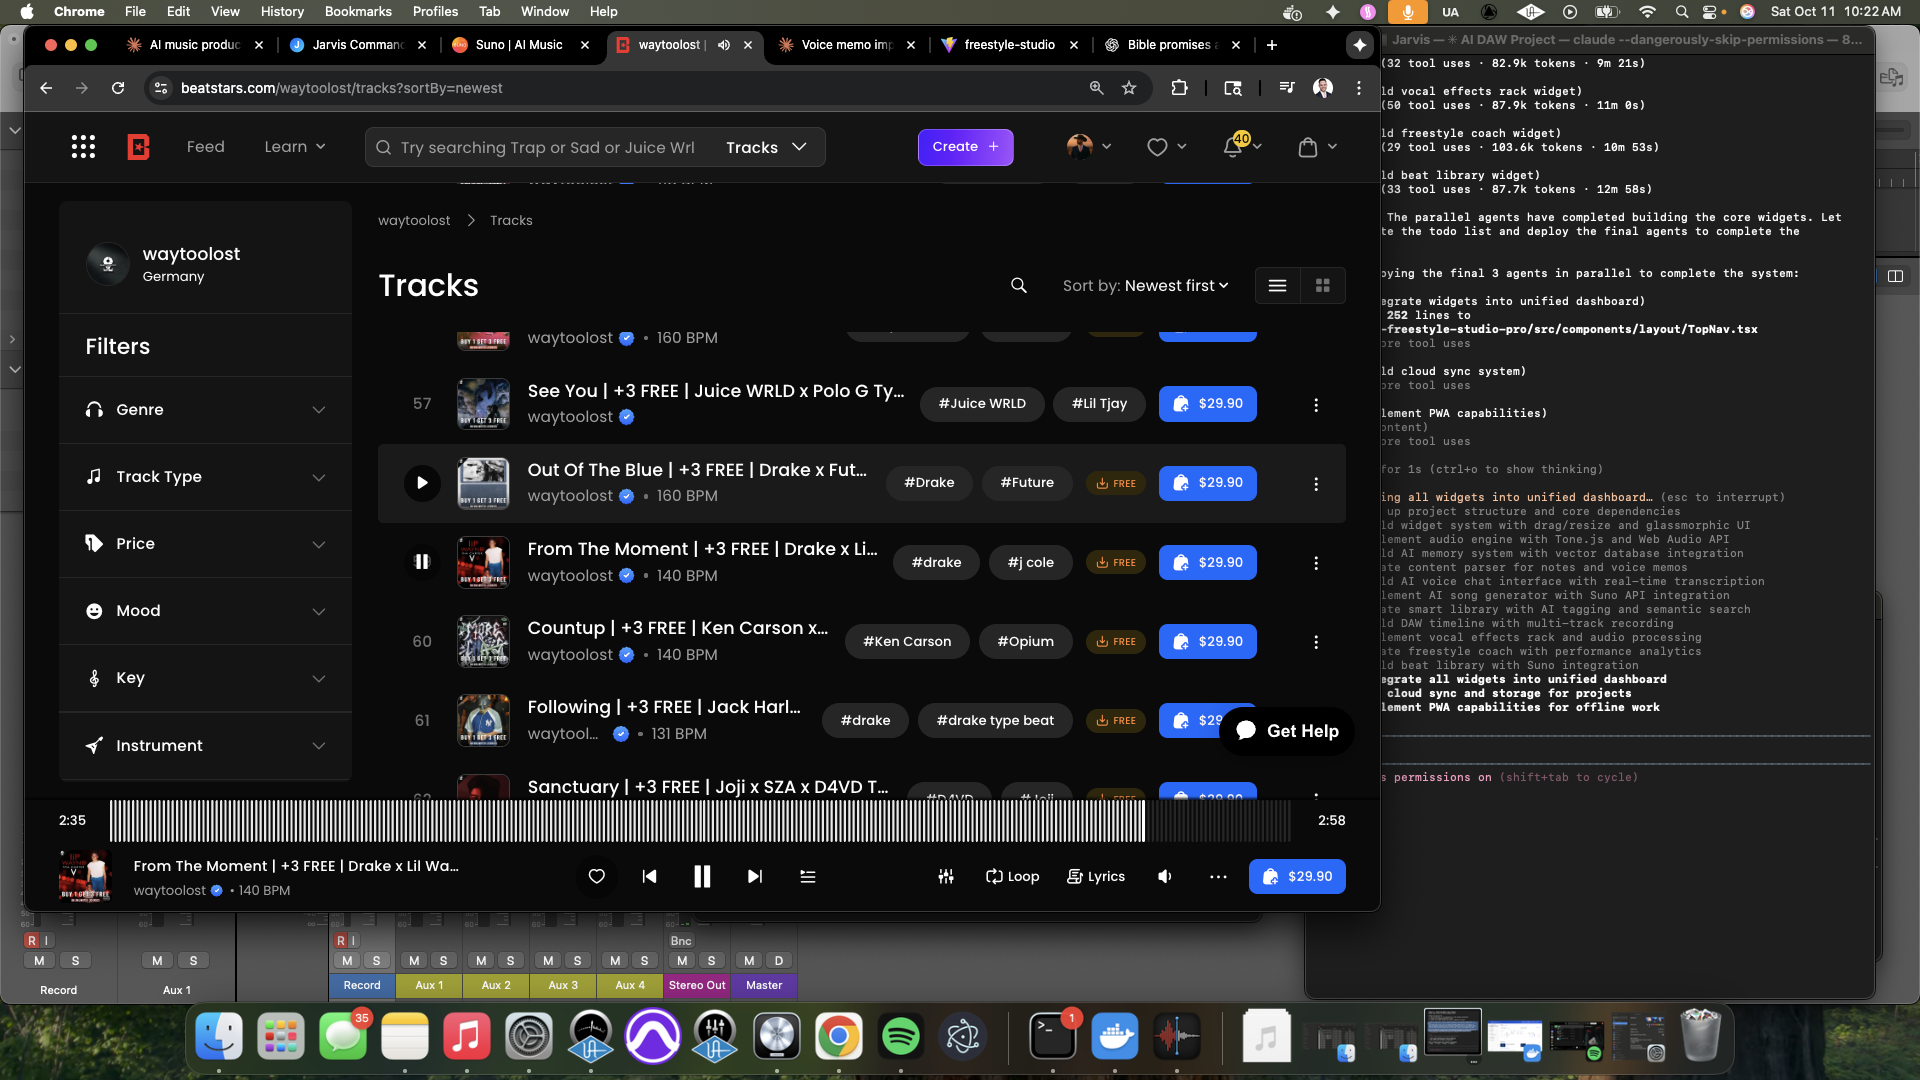 Chrome File Edit View History Bookmarks Profiles Tab Window Help
UA
Sat Oct 11 10:22 AM
AI music produc
Jarvis Comman
Suno | AI Music
waytoolost |
Voice memo imp
freestyle-studio
Bible promises
beatstars.com/waytoolost/tracks?sortBy=newest
Feed
Learn
Try searching Trap or Sad or Juice Wrl
Tracks
Create +
40
waytoolost
Germany
Filters
Genre
Track Type
Price
Mood
Key
Instrument
waytoolost > Tracks
Tracks
Sort by: Newest first
waytoolost • 160 BPM
57
See You | +3 FREE | Juice WRLD x Polo G Ty...
waytoolost
#Juice WRLD
#Lil Tjay
$29.90
Out Of The Blue | +3 FREE | Drake x Fut...
waytoolost • 160 BPM
#Drake
#Future
FREE
$29.90
From The Moment | +3 FREE | Drake x Li...
waytoolost • 140 BPM
#drake
#j cole
FREE
$29.90
60
Countup | +3 FREE | Ken Carson x...
waytoolost • 140 BPM
#Ken Carson
#Opium
FREE
$29.90
61
Following | +3 FREE | Jack Harl...
waytool... • 131 BPM
#drake
#drake type beat
FREE
Get Help
Sanctuary | +3 FREE | Joji x SZA x D4VD T...
2:35
2:58
From The Moment | +3 FREE | Drake x Lil Wa...
waytoolost • 140 BPM
Loop
Lyrics
$29.90
Jarvis — ✳ AI DAW Project — claude --dangerously-skip-permissions — 8...
(32 tool uses · 82.9k tokens · 9m 21s)
ld vocal effects rack widget)
(50 tool uses · 87.9k tokens · 11m 0s)
ld freestyle coach widget)
(29 tool uses · 103.6k tokens · 10m 53s)
ld beat library widget)
(33 tool uses · 87.7k tokens · 12m 58s)
The parallel agents have completed building the core widgets. Let
te the todo list and deploy the final agents to complete the
oying the final 3 agents in parallel to complete the system:
egrate widgets into unified dashboard)
252 lines to
-freestyle-studio-pro/src/components/layout/TopNav.tsx
ore tool uses
ld cloud sync system)
ore tool uses
lement PWA capabilities)
ontent)
ore tool uses
for 1s (ctrl+o to show thinking)
ing all widgets into unified dashboard… (esc to interrupt)
up project structure and core dependencies
ld widget system with drag/resize and glassmorphic UI
lement audio engine with Tone.js and Web Audio API
ld AI memory system with vector database integration
ate content parser for notes and voice memos
ld AI voice chat interface with real-time transcription
lement AI song generator with Suno API integration
ate smart library with AI tagging and semantic search
ld DAW timeline with multi-track recording
lement vocal effects rack and audio processing
ate freestyle coach with performance analytics
ld beat library with Suno integration
egrate all widgets into unified dashboard
cloud sync and storage for projects
lement PWA capabilities for offline work
s permissions on (shift+tab to cycle)
R I
R I
Bnc
M S M S M S M S M S M S M S M S M D
Record
Aux 1
Record
Aux 1
Aux 2
Aux 3
Aux 4
Stereo Out
Master
35
1